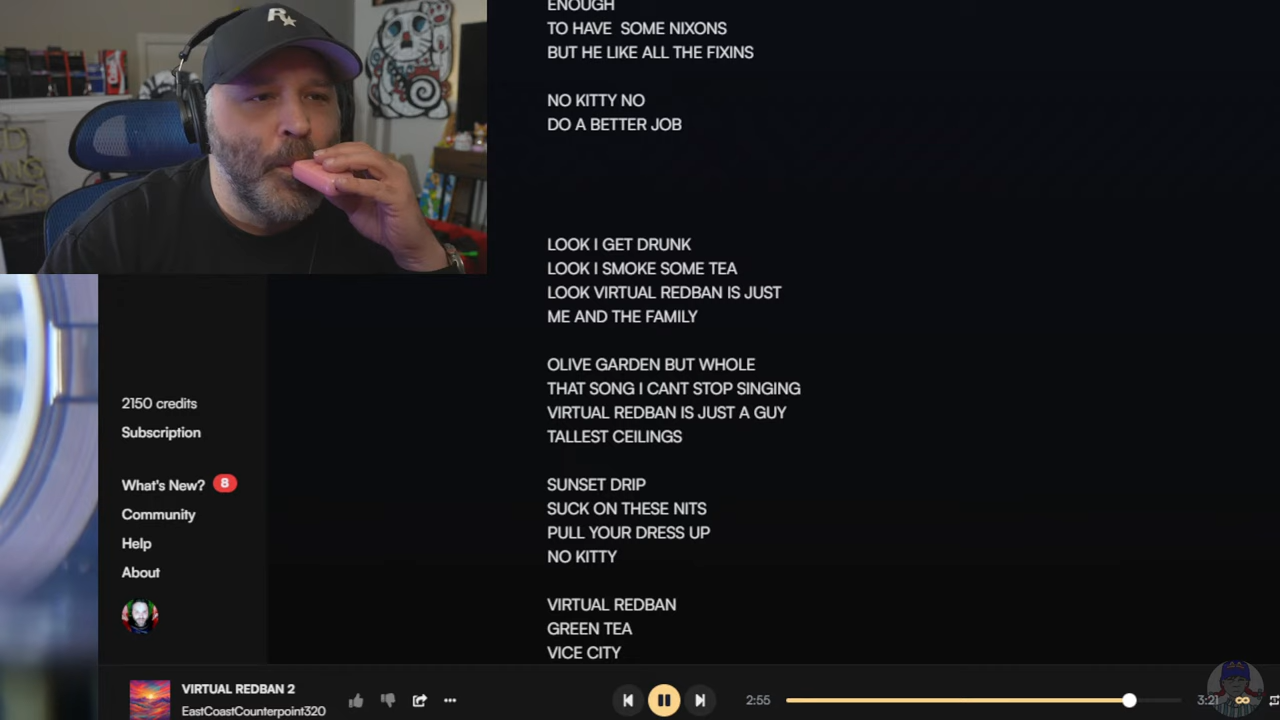 ENOUGH
TO HAVE  SOME NIXONS
BUT HE LIKE ALL THE FIXINS
NO KITTY NO
DO A BETTER JOB
LOOK I GET DRUNK
LOOK I SMOKE SOME TEA
LOOK VIRTUAL REDBAN IS JUST
ME AND THE FAMILY
OLIVE GARDEN BUT WHOLE
THAT SONG I CANT STOP SINGING
VIRTUAL REDBAN IS JUST A GUY
TALLEST CEILINGS
SUNSET DRIP
SUCK ON THESE NITS
PULL YOUR DRESS UP
NO KITTY
VIRTUAL REDBAN
GREEN TEA
VICE CITY
R
2150 credits
Subscription
What's New? 8
Community
Help
About
VIRTUAL REDBAN 2
EastCoastCounterpoint320
2:55
3:21